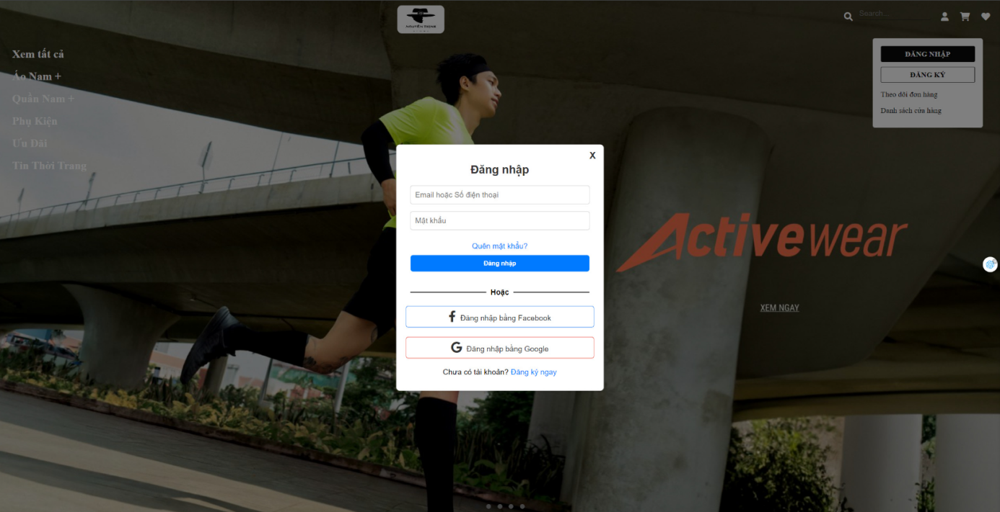 NGUYỄN TRỌNG
Search...
Xem tất cả
Áo Nam +
Quần Nam +
Phụ Kiện
Ưu Đãi
Tin Thời Trang
ĐĂNG NHẬP
ĐĂNG KÝ
Theo dõi đơn hàng
Danh sách cửa hàng
X
Đăng nhập
Email hoặc Số điện thoại
Mật khẩu
Quên mật khẩu?
Đăng nhập
Hoặc
Đăng nhập bằng Facebook
Đăng nhập bằng Google
Chưa có tài khoản? Đăng ký ngay
Activewear
XEM NGAY